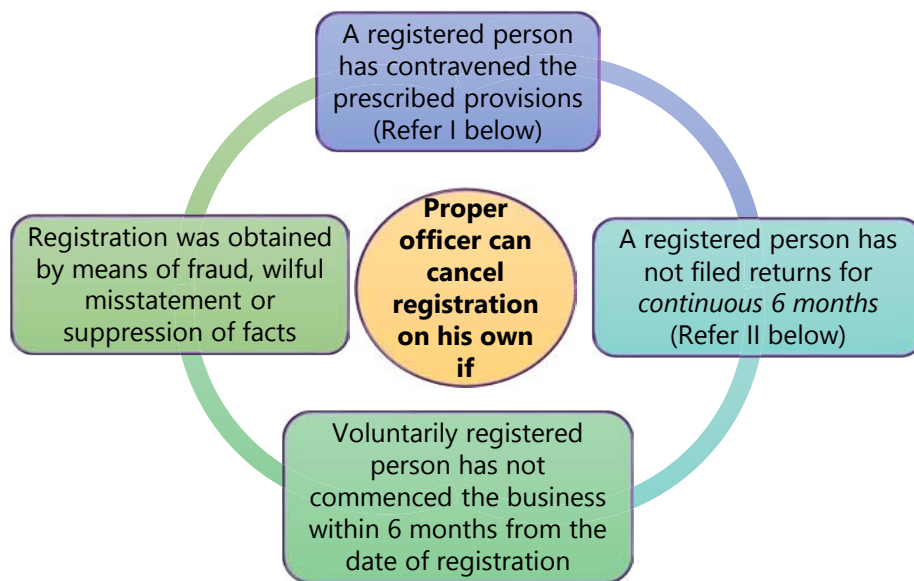 A registered person
has contravened the
prescribed provisions
(Refer I below)
Registration was obtained
by means of fraud, wilful
misstatement or
suppression of facts
Proper
officer can
cancel
registration
on his own
if
A registered person has
not filed returns for
continuous 6 months
(Refer II below)
Voluntarily registered
person has not
commenced the business
within 6 months from the
date of registration